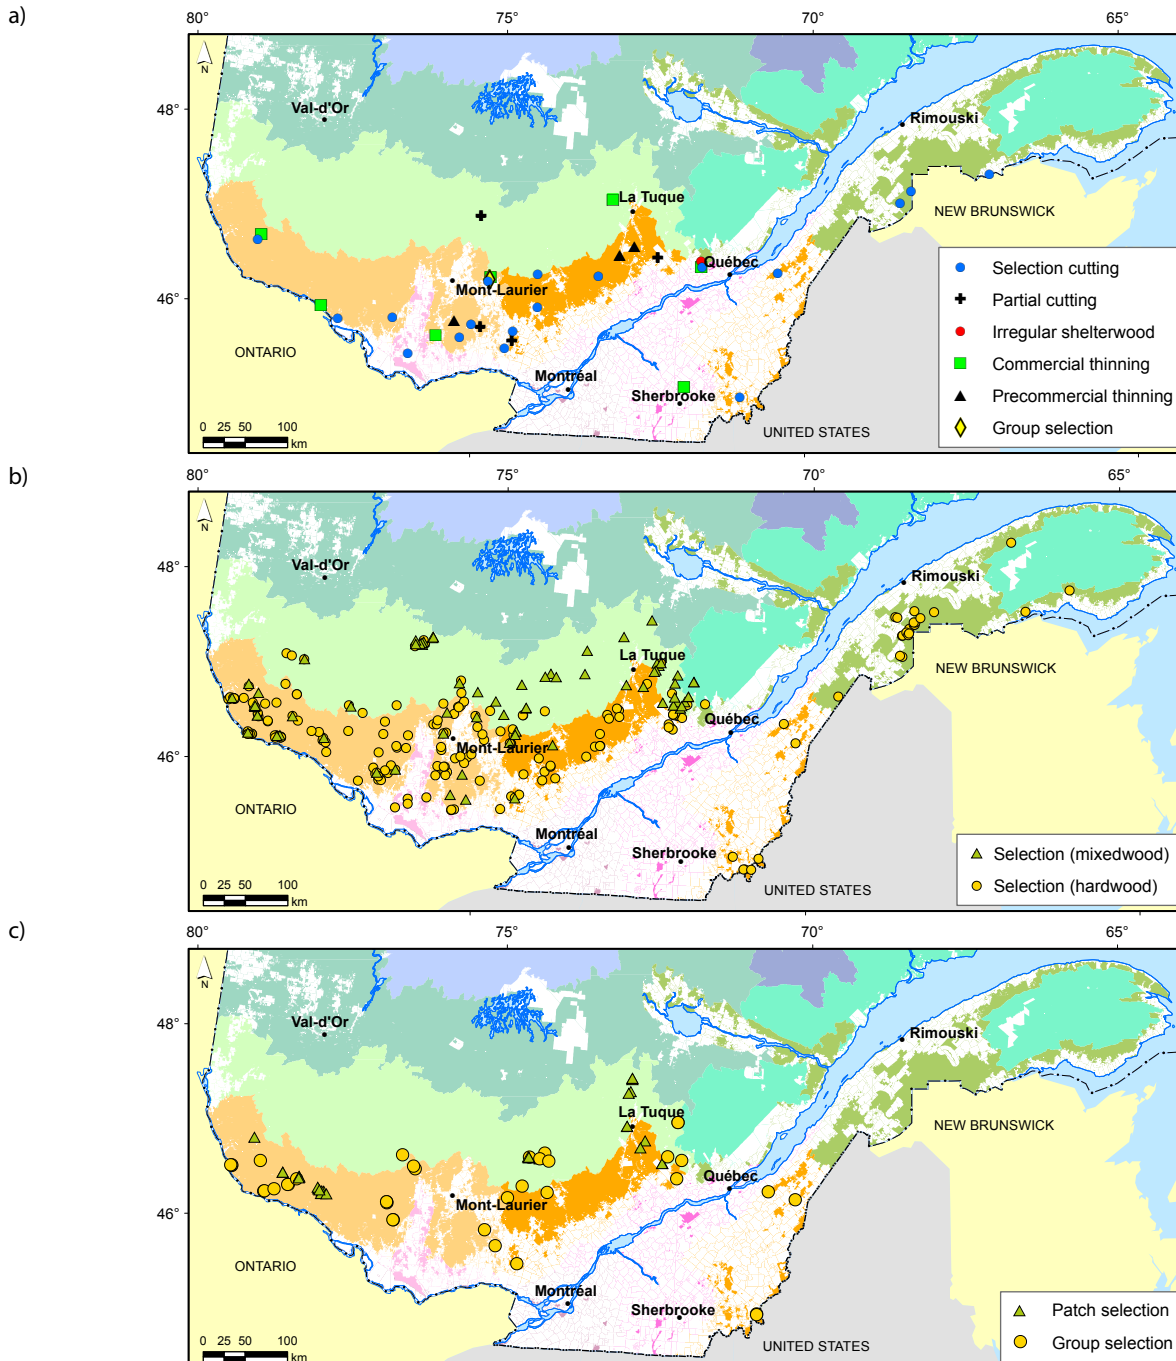 a)
80°
75°
70°
65°
N
Val-d'Or
48°
Rimouski
La Tuque
NEW BRUNSWICK
Québec
46°
Mont-Laurier
ONTARIO
Montréal
Sherbrooke
UNITED STATES
0 25 50 100
km
Selection cutting
Partial cutting
Irregular shelterwood
Commercial thinning
Precommercial thinning
Group selection
b)
80°
75°
70°
65°
N
Val-d'Or
48°
Rimouski
La Tuque
NEW BRUNSWICK
Québec
46°
Mont-Laurier
ONTARIO
Montréal
Sherbrooke
UNITED STATES
0 25 50 100
km
Selection (mixedwood)
Selection (hardwood)
c)
80°
75°
70°
65°
N
Val-d'Or
48°
Rimouski
La Tuque
NEW BRUNSWICK
Québec
46°
Mont-Laurier
ONTARIO
Montréal
Sherbrooke
UNITED STATES
0 25 50 100
km
Patch selection
Group selection